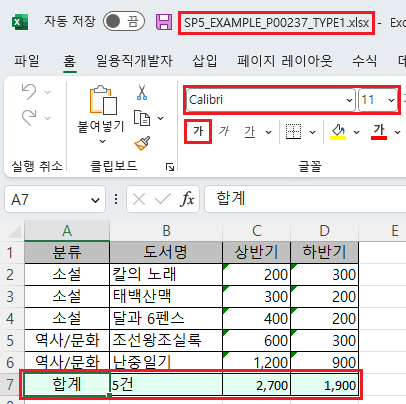 자동 저장 끔 SP5_EXAMPLE_P00237_TYPE1.xlsx - Exc
파일 홈 일용직개발자 삽입 페이지 레이아웃 수식 데
붙여넣기
Calibri 11
가 가 가 가
실행 취소 클립보드 글꼴
A7 fx 합계
A B C D E
1 분류 도서명 상반기 하반기
2 소설 칼의 노래 200 300
3 소설 태백산맥 300 200
4 소설 달과 6펜스 400 200
5 역사/문화 조선왕조실록 600 300
6 역사/문화 난중일기 1,200 900
7 합계 5건 2,700 1,900